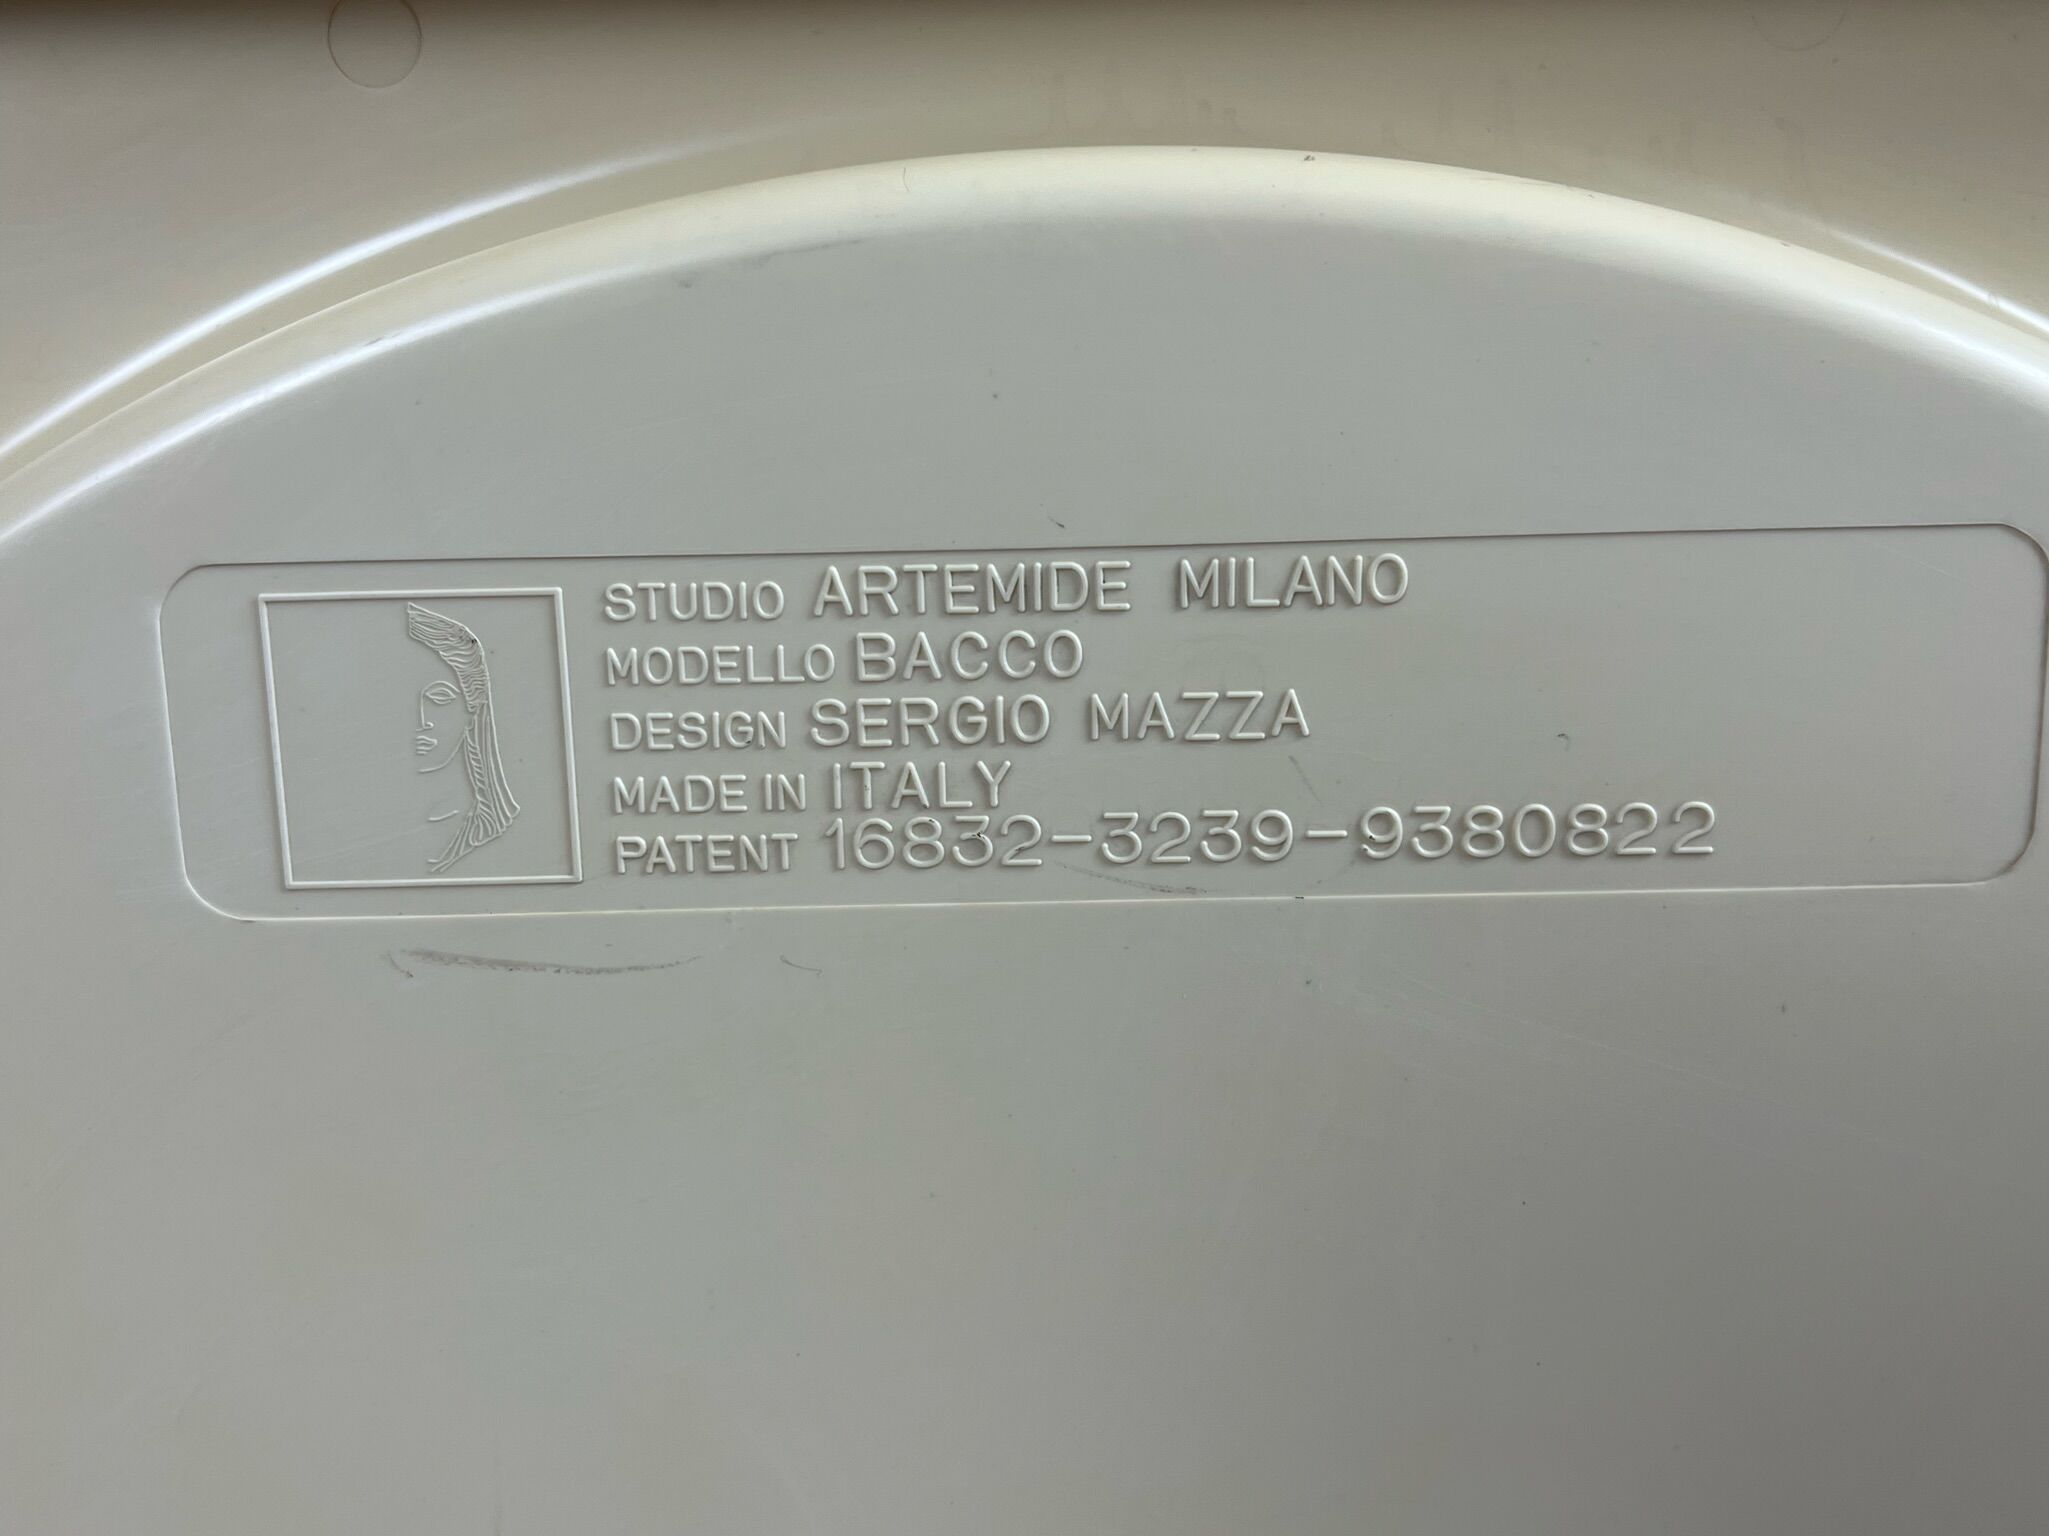 STUDIO ARTEMIDE MILANO
MODELLO BACCO
DESIGN SERGIO MAZZA
MADE IN ITALY
PATENT 16832-3239-9380822